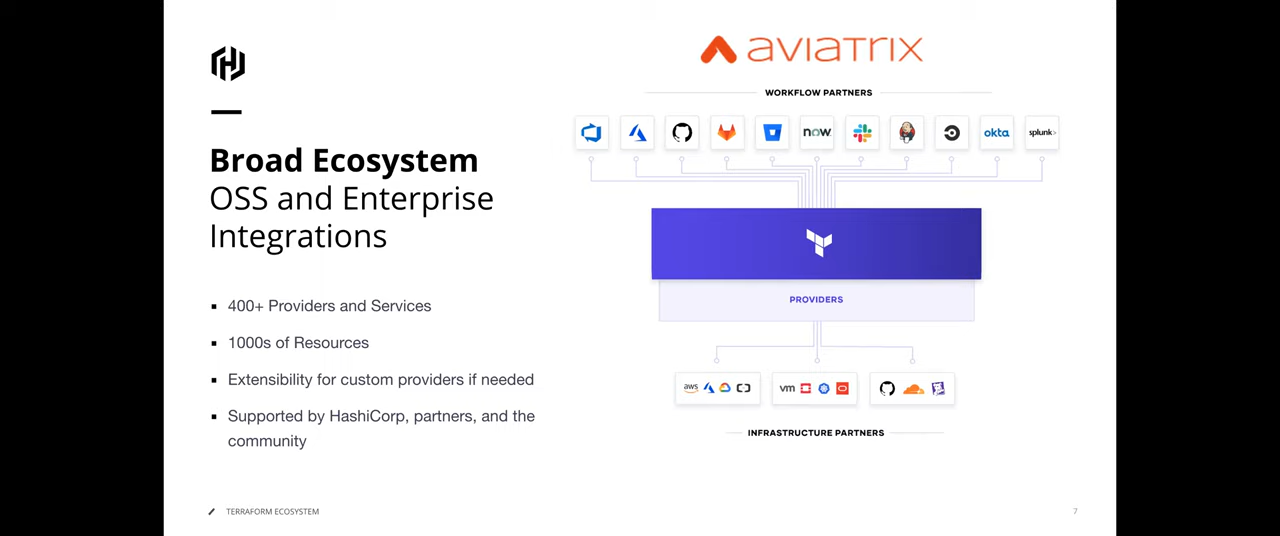 Broad Ecosystem
OSS and Enterprise
Integrations
▪ 400+ Providers and Services
▪ 1000s of Resources
▪ Extensibility for custom providers if needed
▪ Supported by HashiCorp, partners, and the
community
aviatrix
WORKFLOW PARTNERS
now
okta
splunk>
PROVIDERS
aws
vm
INFRASTRUCTURE PARTNERS
TERRAFORM ECOSYSTEM
7